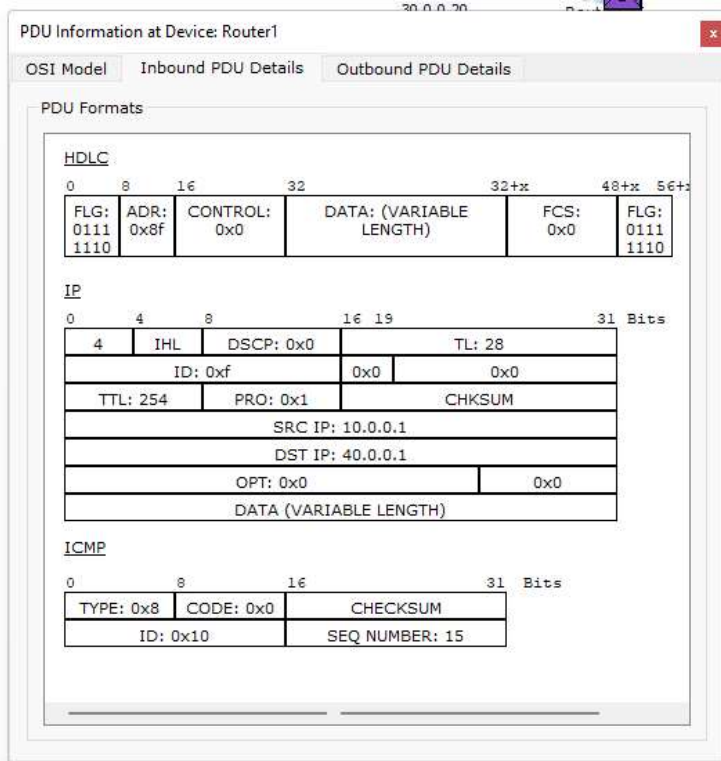 30.0.0.20
PDU Information at Device: Router1
x
OSI Model Inbound PDU Details Outbound PDU Details
PDU Formats
HDLC
0 8 16 32 32+x 48+x
FLG: 0111 1110 ADR: 0x8f CONTROL: 0x0 DATA: (VARIABLE LENGTH) FCS: 0x0 FLG: 0111 1110
IP
0 4 8 16 19 31 Bits
4 IHL DSCP: 0x0 TL: 28
ID: 0xf 0x0 0x0
TTL: 254 PRO: 0x1 CHKSUM
SRC IP: 10.0.0.1
DST IP: 40.0.0.1
OPT: 0x0 0x0
DATA (VARIABLE LENGTH)
ICMP
0 8 16 31 Bits
TYPE: 0x8 CODE: 0x0 CHECKSUM
ID: 0x10 SEQ NUMBER: 15